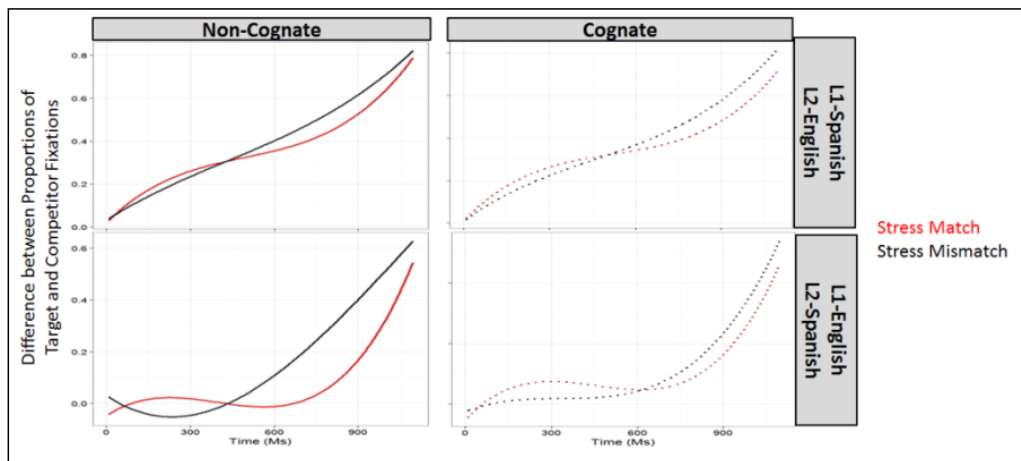 Non-Cognate
Cognate
Difference between Proportions of
Target and Competitor Fixations
0.8
0.6
0.4
0.2
0.0
L1-Spanish
L2-English
0.6
0.4
0.2
0.0
L1-English
L2-Spanish
Stress Match
Stress Mismatch
0
300
600
900
Time (Ms)
0
300
600
900
Time (Ms)